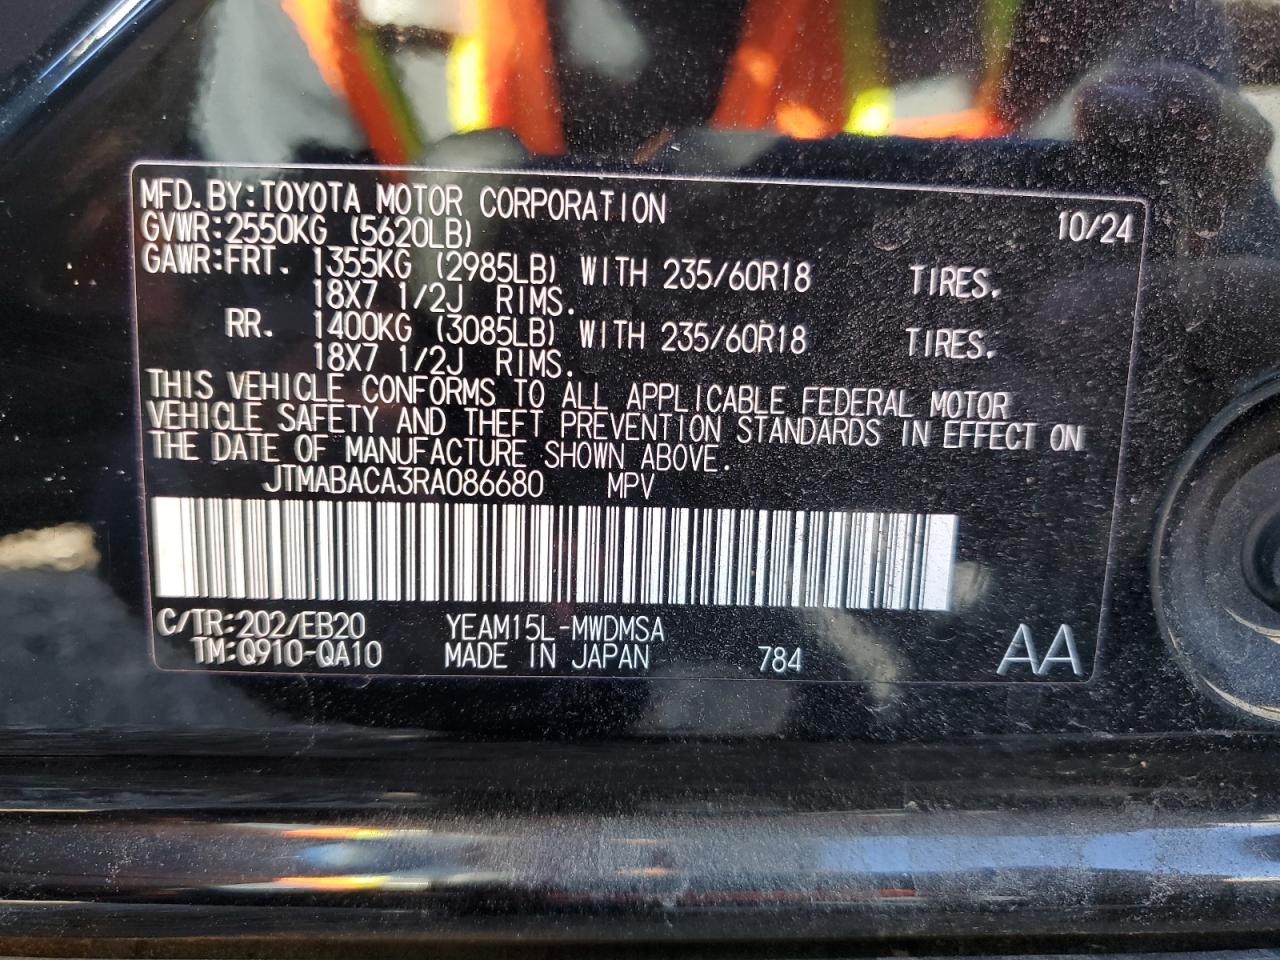 MFD.BY:TOYOTA MOTOR CORPORATION 10/24
GVWR:2550KG (5620LB)
GAWR:FRT. 1355KG (2985LB) WITH 235/60R18 TIRES.
18X7 1/2J RIMS.
RR. 1400KG (3085LB) WITH 235/60R18 TIRES.
18X7 1/2J RIMS.
THIS VEHICLE CONFORMS TO ALL APPLICABLE FEDERAL MOTOR
VEHICLE SAFETY AND THEFT PREVENTION STANDARDS IN EFFECT ON
THE DATE OF MANUFACTURE SHOWN ABOVE.
JTMABACA3RA086680 MPV
C/TR:202/EB20 YEAM15L-MWDMSA
TM:Q910-QA10 MADE IN JAPAN 784 AA